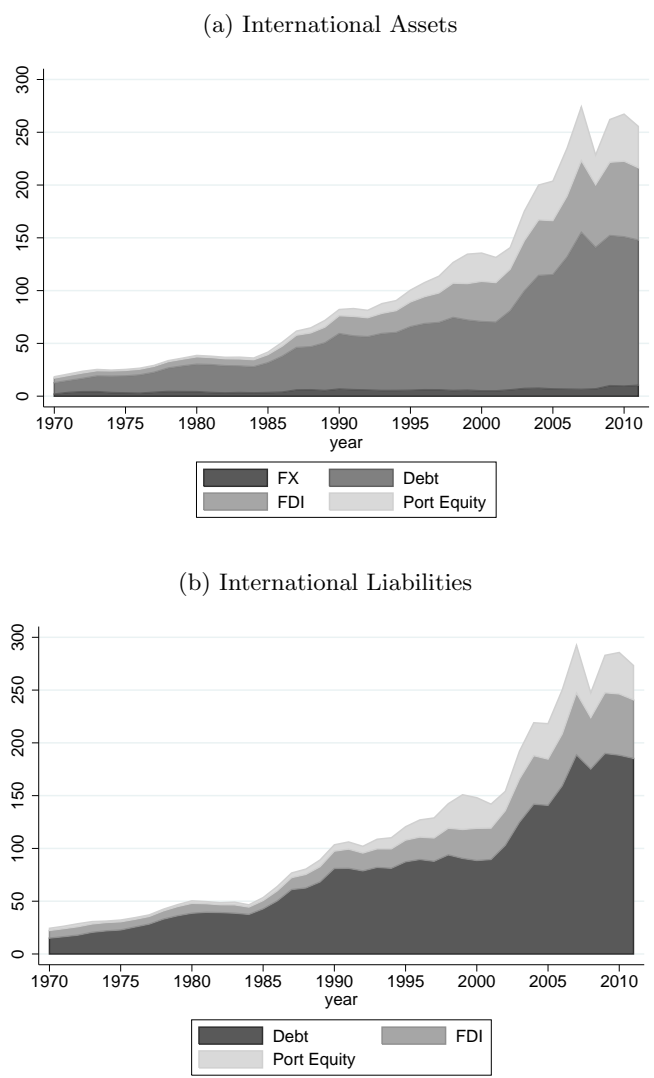 (a) International Assets
300
250
200
150
100
50
0
1970 1975 1980 1985 1990 1995 2000 2005 2010
year
FX Debt
FDI Port Equity
(b) International Liabilities
300
250
200
150
100
50
0
1970 1975 1980 1985 1990 1995 2000 2005 2010
year
Debt FDI
Port Equity